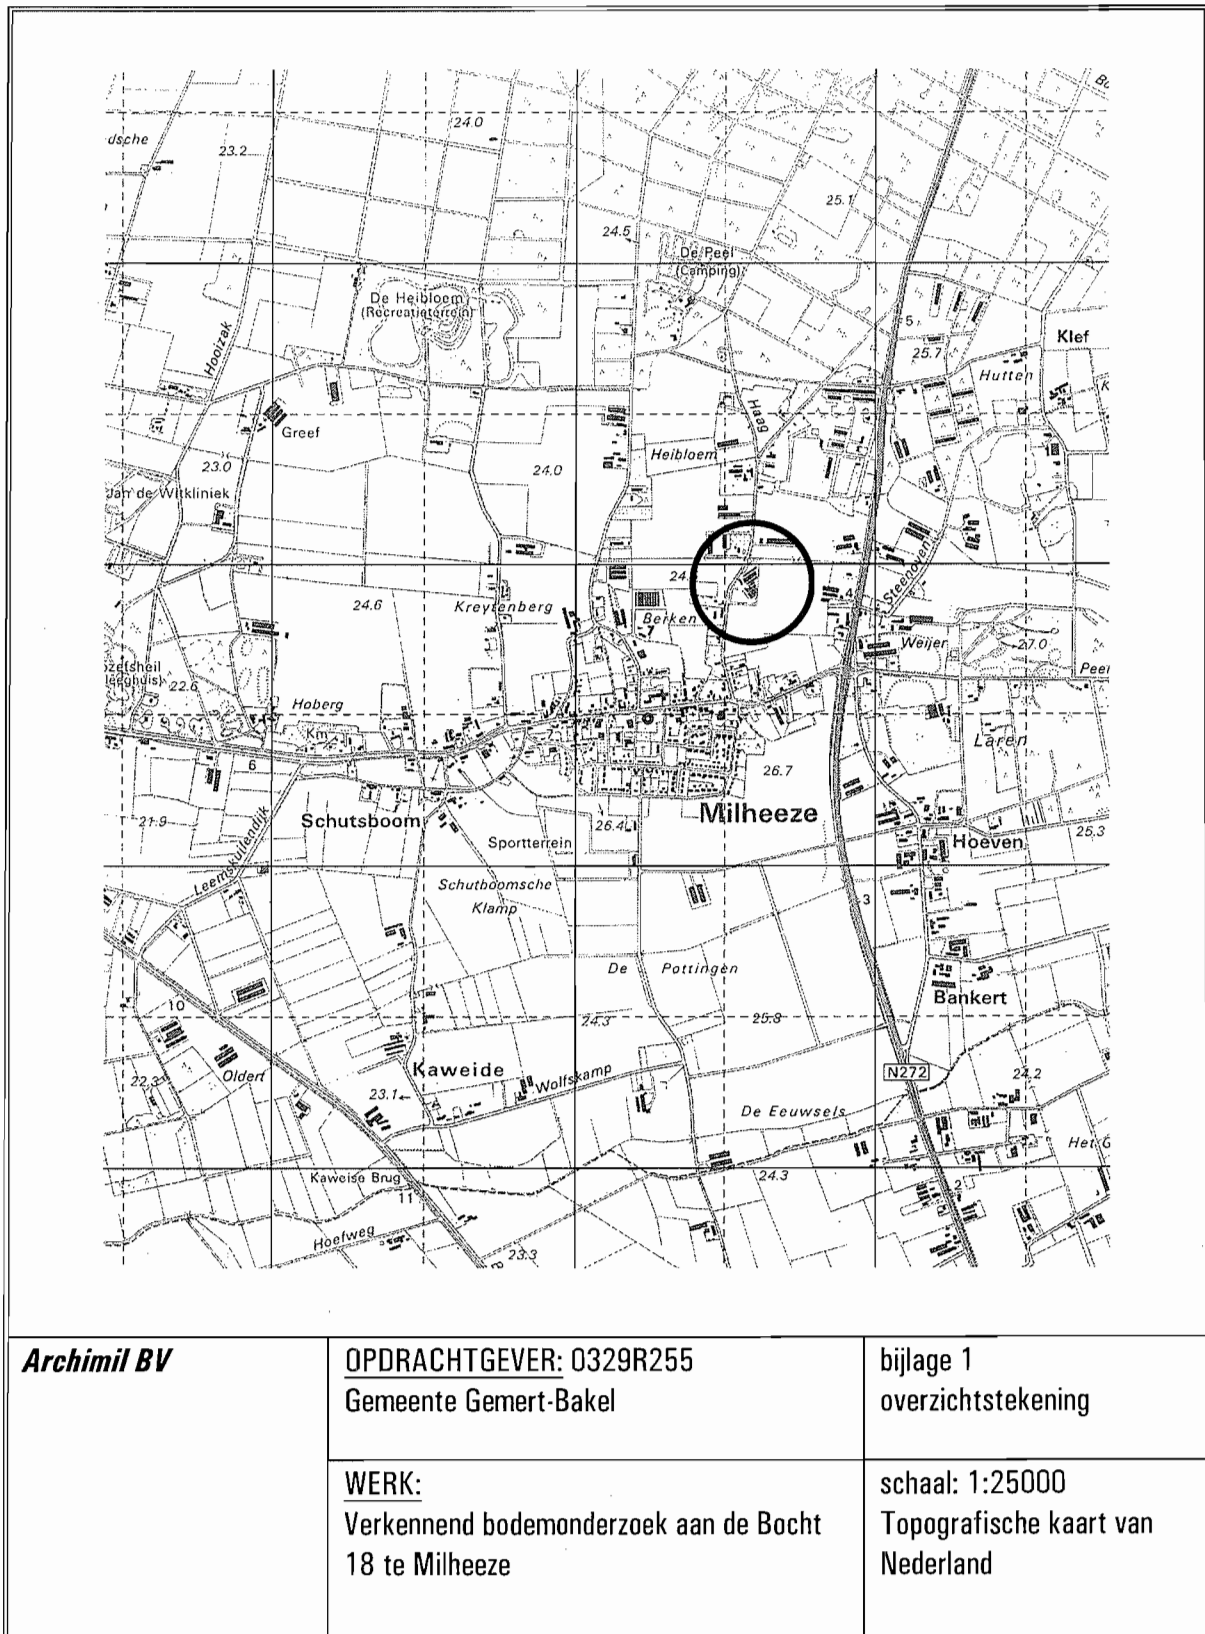 dsche
23.2
24.0
25.1
24.5
De Peel
(Camping)
De Heibloem
(Recreatieterrein)
Hooizak
5
25.7
Klef
Hutten
Haag
Greef
Heibloem
23.0
24.0
1
Jan de Witkliniek
Steenoven
24.6
Kreytenberg
24.
Berken
7
4
Weijer
27.0
Peel
22.6
Hoberg
Km
Laren
6
26.7
Schutsboom
Milheeze
21.9
26.4
Sportterrein
Hoeven
25.3
Leemskuilendijk
Schutboomsche
Klamp
3
De Pottingen
Bankert
10
24.3
25.8
Kaweide
N272
22.3
Oldert
Wolfskamp
24.2
23.1
De Eeuwsels
Het G
Kaweise Brug
11
24.3
2
Hoefweg
23.3
Archimil BV
OPDRACHTGEVER: 0329R255
Gemeente Gemert-Bakel
bijlage 1
overzichtstekening
WERK:
Verkennend bodemonderzoek aan de Bocht
18 te Milheeze
schaal: 1:25000
Topografische kaart van
Nederland